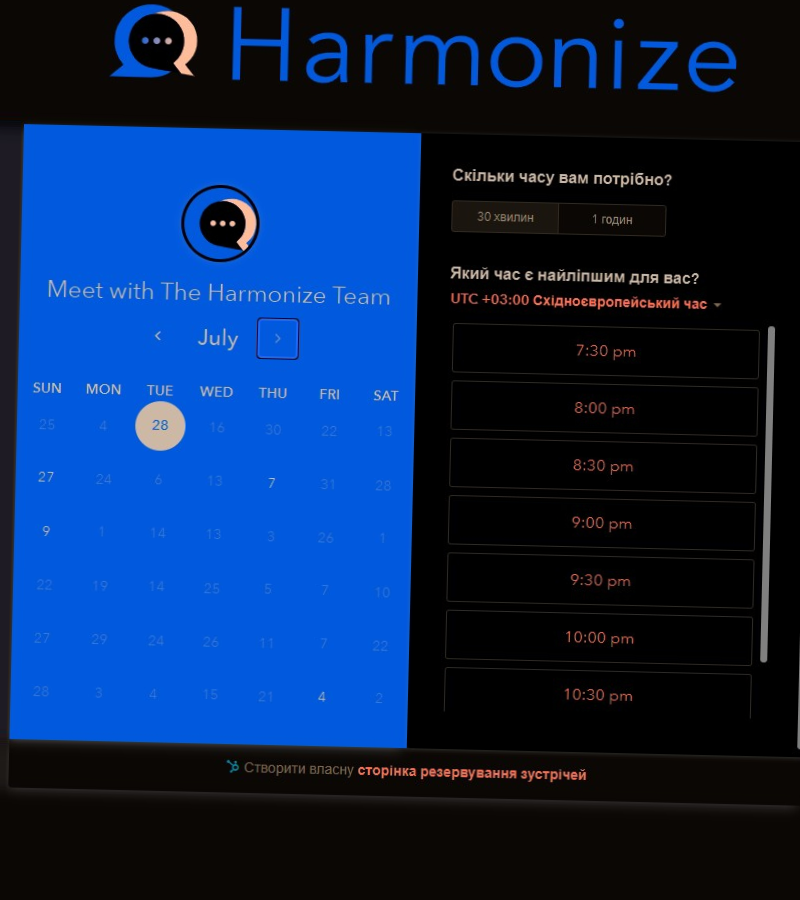 Harmonize
Meet with The Harmonize Team
July
SUN MON TUE WED THU FRI SAT
25 4 28 16 30 22 13
27 24 6 13 7 31 28
9 1 14 13 3 26 1
22 19 14 25 5 7 10
27 29 24 26 11 7 22
28 3 4 15 21 4 2
Скільки часу вам потрібно?
30 хвилин 1 годин
Який час є найліпшим для вас?
UTC +03:00 Східноєвропейський час
7:30 pm
8:00 pm
8:30 pm
9:00 pm
9:30 pm
10:00 pm
10:30 pm
Створити власну сторінка резервування зустрічей